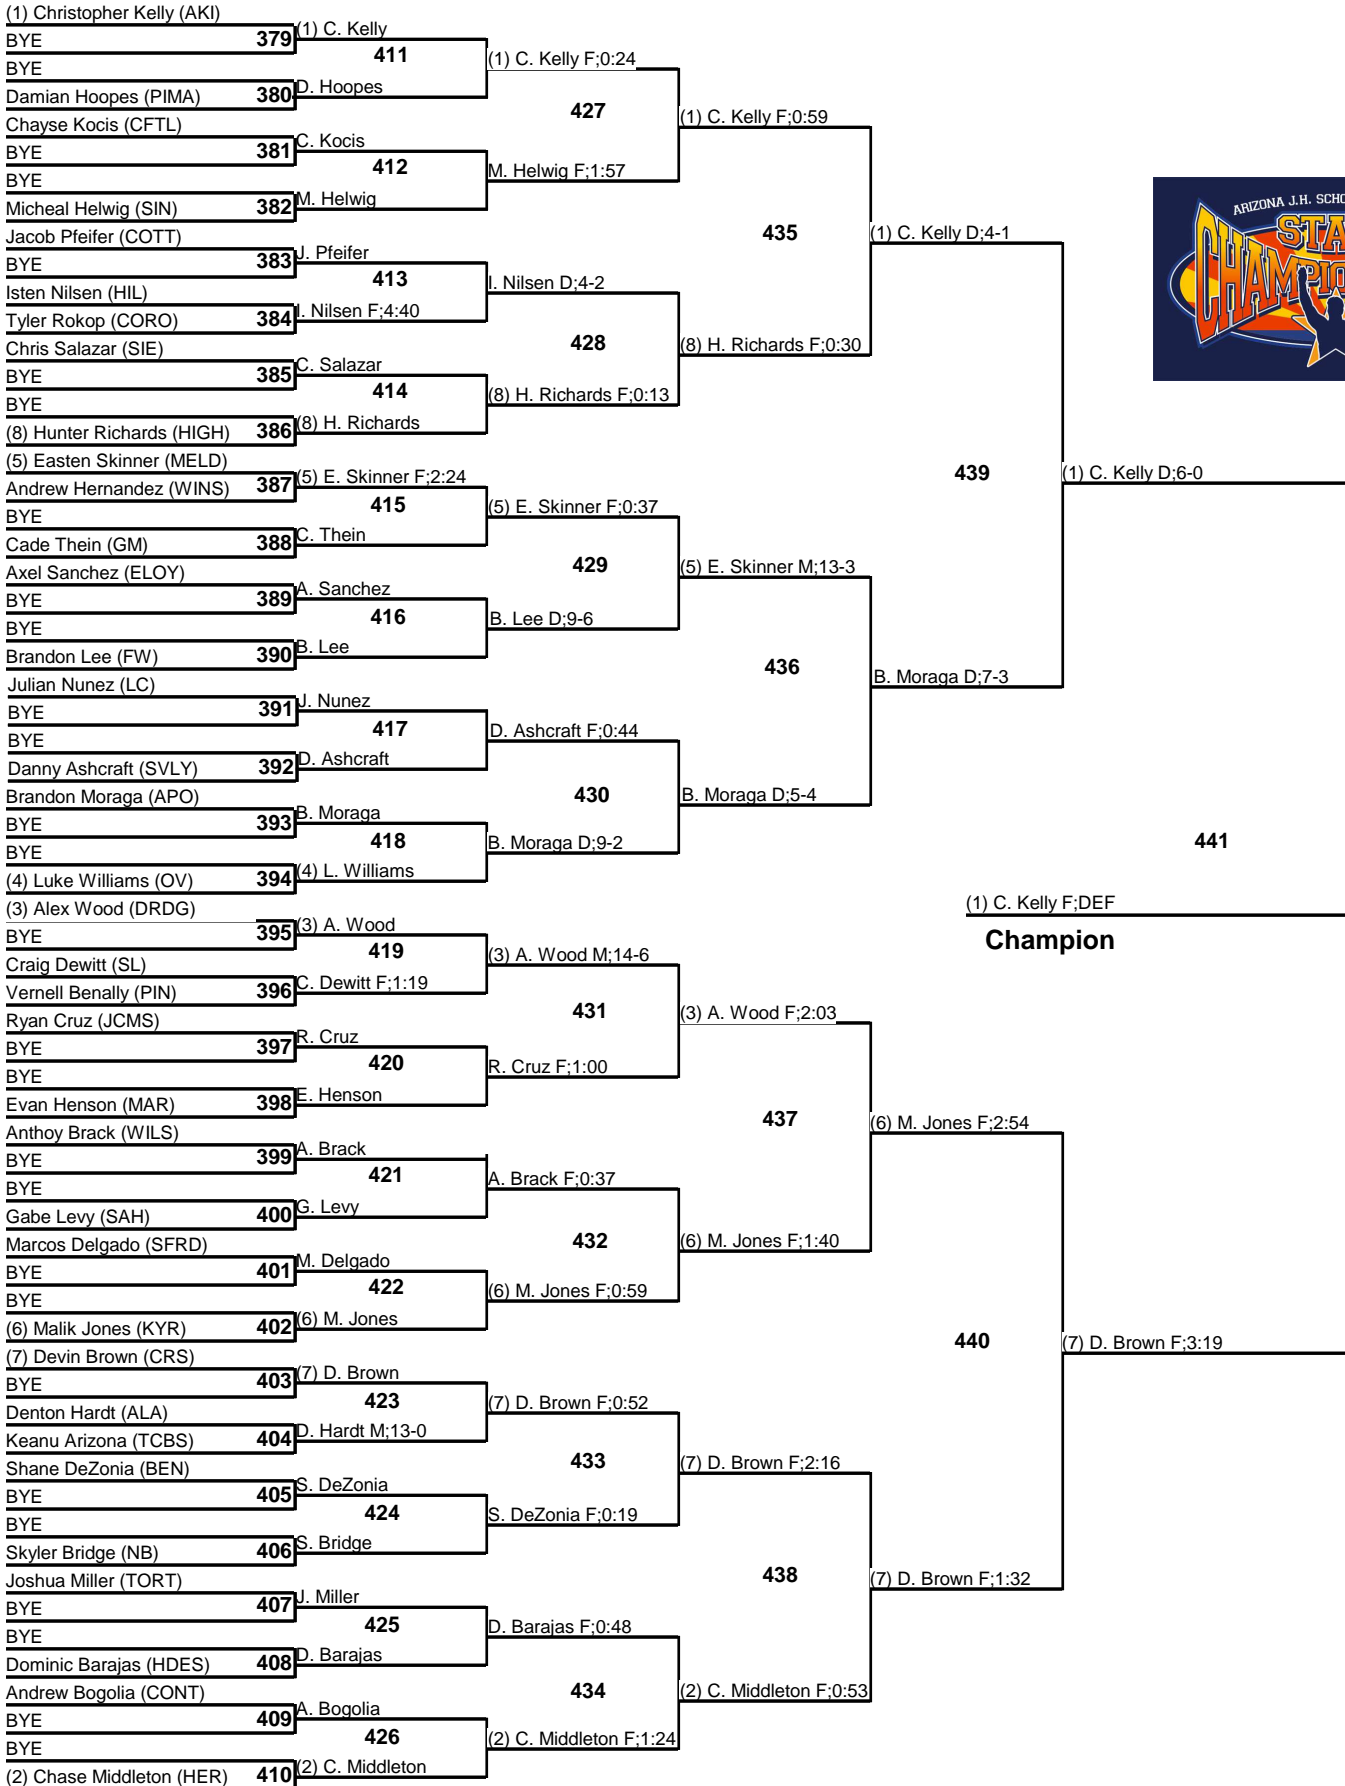 (1) Christopher Kelly (AKI)
BYE
379
BYE
Damian Hoopes (PIMA)
380
Chayse Kocis (CFTL)
BYE
381
BYE
Micheal Helwig (SIN)
382
Jacob Pfeifer (COTT)
BYE
383
Isten Nilsen (HIL)
Tyler Rokop (CORO)
384
Chris Salazar (SIE)
BYE
385
BYE
(8) Hunter Richards (HIGH)
386
(5) Easten Skinner (MELD)
Andrew Hernandez (WINS)
387
BYE
Cade Thein (GM)
388
Axel Sanchez (ELOY)
BYE
389
BYE
Brandon Lee (FW)
390
Julian Nunez (LC)
BYE
391
BYE
Danny Ashcraft (SVLY)
392
Brandon Moraga (APO)
BYE
393
BYE
(4) Luke Williams (OV)
394
(3) Alex Wood (DRDG)
BYE
395
Craig Dewitt (SL)
Vernell Benally (PIN)
396
Ryan Cruz (JCMS)
BYE
397
BYE
Evan Henson (MAR)
398
Anthoy Brack (WILS)
BYE
399
BYE
Gabe Levy (SAH)
400
Marcos Delgado (SFRD)
BYE
401
BYE
(6) Malik Jones (KYR)
402
(7) Devin Brown (CRS)
BYE
403
Denton Hardt (ALA)
Keanu Arizona (TCBS)
404
Shane DeZonia (BEN)
BYE
405
BYE
Skyler Bridge (NB)
406
Joshua Miller (TORT)
BYE
407
BYE
Dominic Barajas (HDES)
408
Andrew Bogolia (CONT)
BYE
409
BYE
(2) Chase Middleton (HER)
410
(1) C. Kelly
411
D. Hoopes
C. Kocis
412
M. Helwig
J. Pfeifer
413
I. Nilsen F;4:40
C. Salazar
414
(8) H. Richards
(5) E. Skinner F;2:24
415
C. Thein
A. Sanchez
416
B. Lee
J. Nunez
417
D. Ashcraft
B. Moraga
418
(4) L. Williams
(3) A. Wood
419
C. Dewitt F;1:19
R. Cruz
420
E. Henson
A. Brack
421
G. Levy
M. Delgado
422
(6) M. Jones
(7) D. Brown
423
D. Hardt M;13-0
S. DeZonia
424
S. Bridge
J. Miller
425
D. Barajas
A. Bogolia
426
(2) C. Middleton
(1) C. Kelly F;0:24
427
M. Helwig F;1:57
I. Nilsen D;4-2
428
(8) H. Richards F;0:13
(5) E. Skinner F;0:37
429
B. Lee D;9-6
D. Ashcraft F;0:44
430
B. Moraga D;9-2
(3) A. Wood M;14-6
431
R. Cruz F;1:00
A. Brack F;0:37
432
(6) M. Jones F;0:59
(7) D. Brown F;0:52
433
S. DeZonia F;0:19
D. Barajas F;0:48
434
(2) C. Middleton F;1:24
(1) C. Kelly F;0:59
435
(8) H. Richards F;0:30
(5) E. Skinner M;13-3
436
B. Moraga D;5-4
(3) A. Wood F;2:03
437
(6) M. Jones F;1:40
(7) D. Brown F;2:16
438
(2) C. Middleton F;0:53
(1) C. Kelly D;4-1
439
B. Moraga D;7-3
(6) M. Jones F;2:54
440
(7) D. Brown F;1:32
(1) C. Kelly D;6-0
441
(7) D. Brown F;3:19
(1) C. Kelly F;DEF
Champion
ARIZONA J.H. SCHO
STA
CHAMPIO